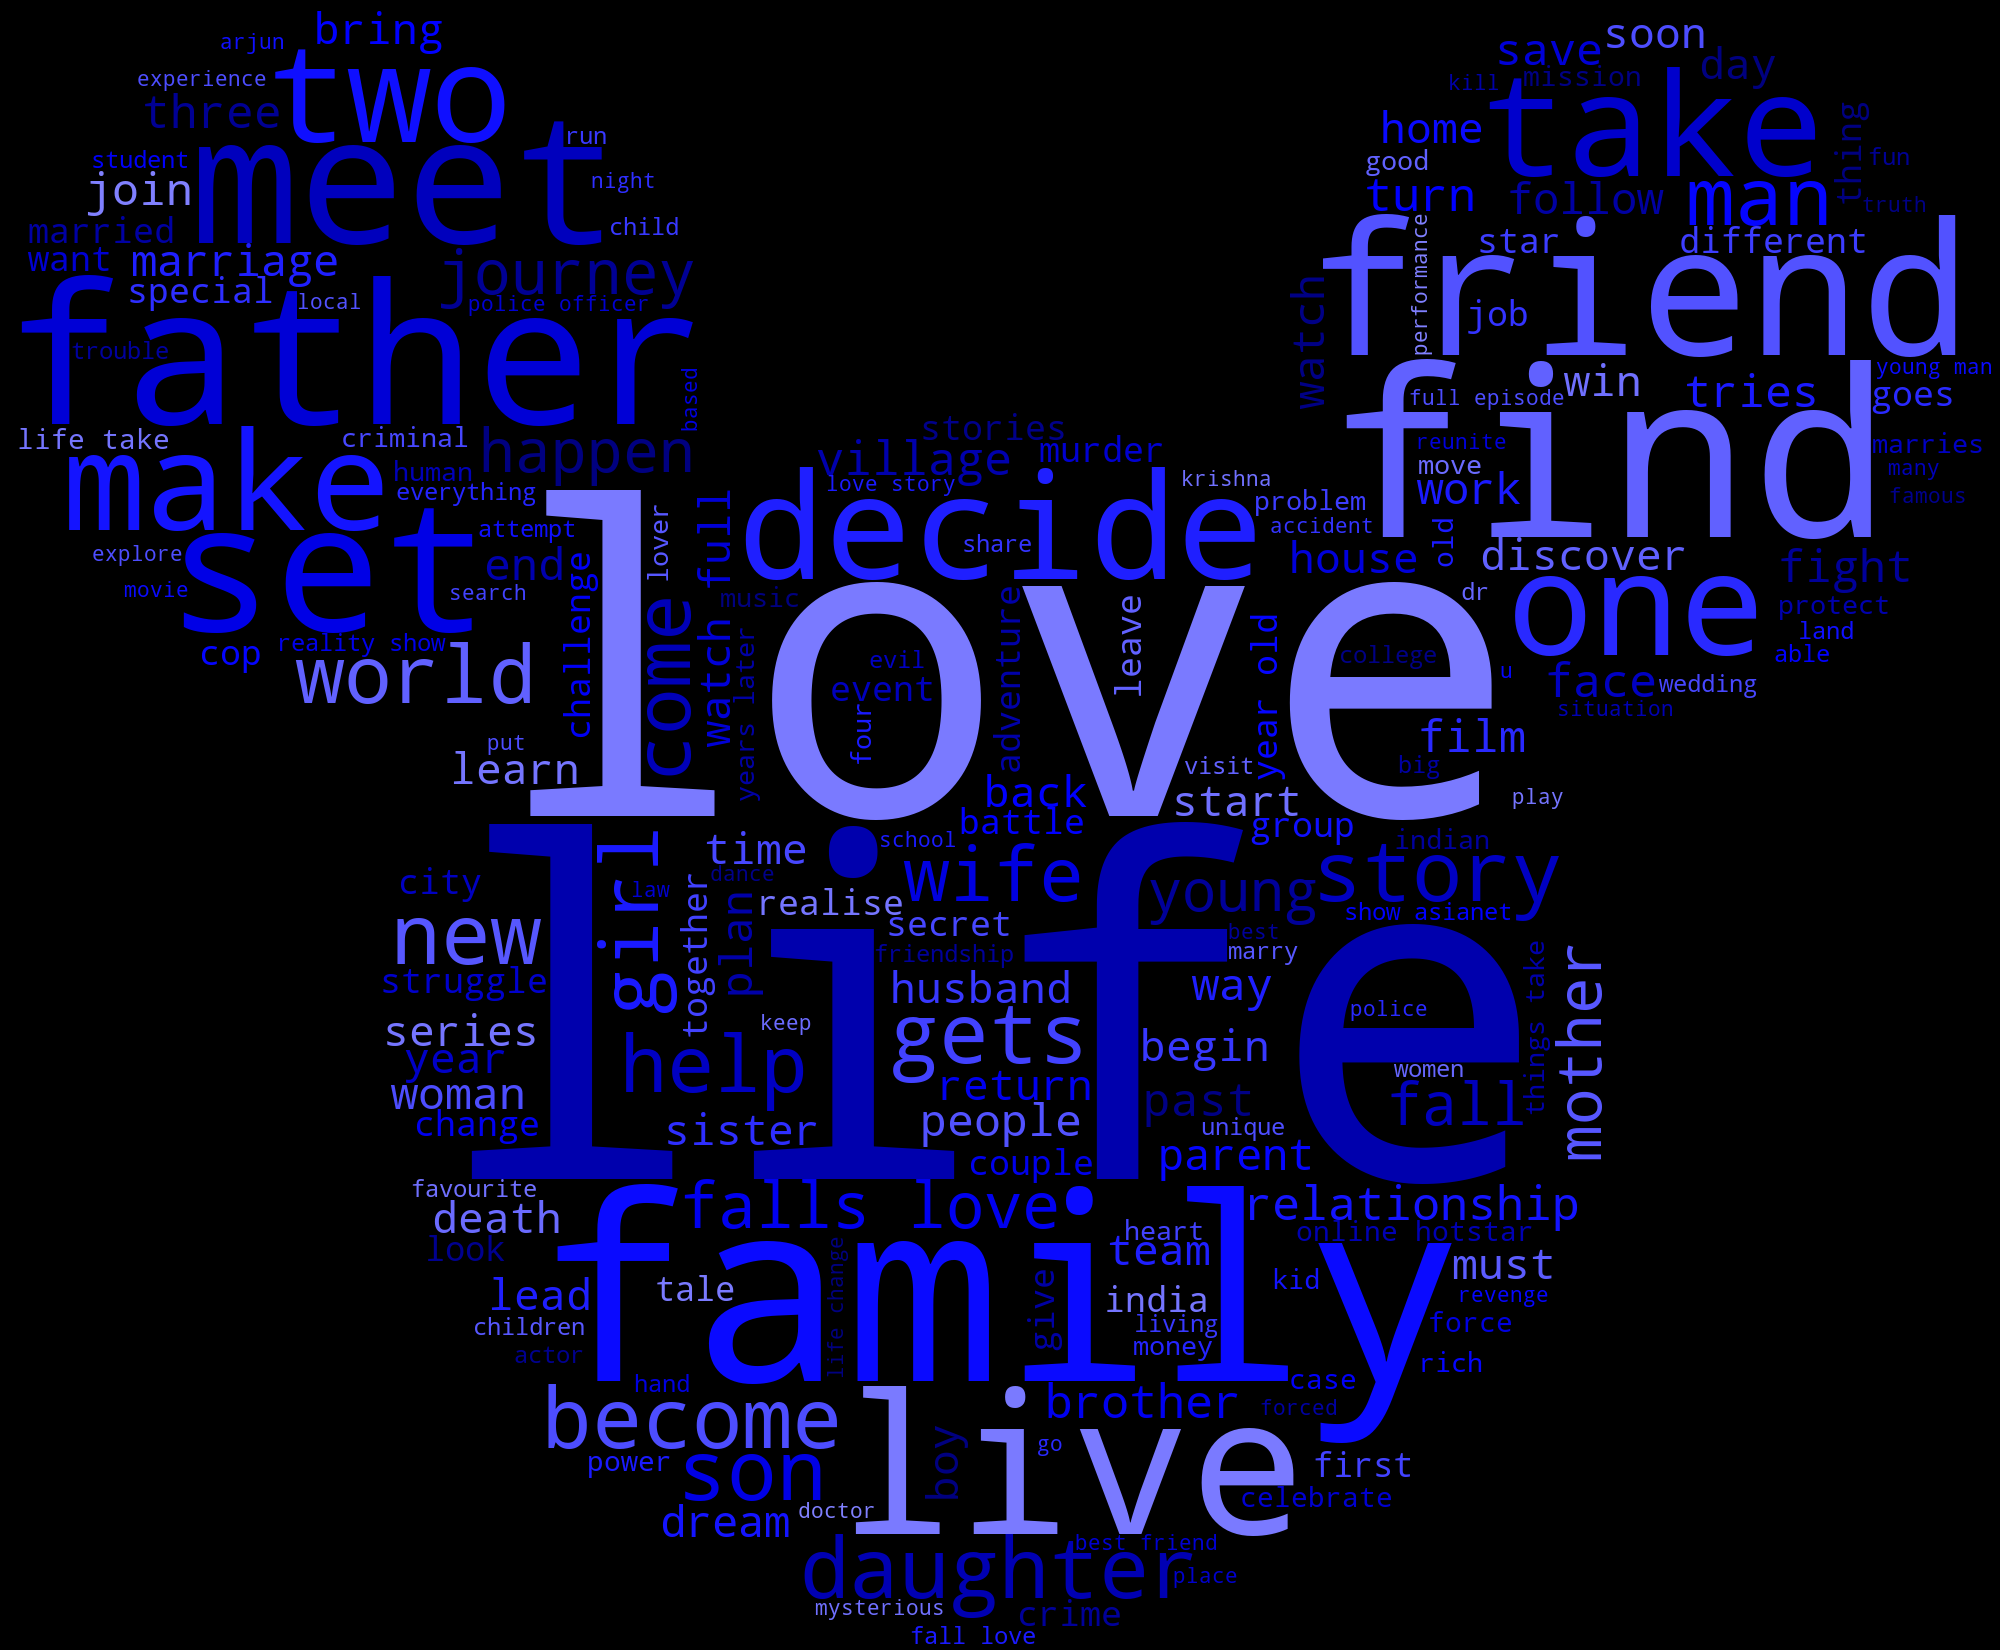 arjun
bring
soon
save
experience
two
day
kill
mission
take
three
home
thing
run
student
meet
good
fun
join
night
turn
follow
man
truth
child
married
star
different
want
marriage
journey
friend
performance
special
local
police officer
job
watch
father
trouble
young man
based
full episode
win
tries
goes
find
life take
criminal
happen
stories
village
murder
reunite
marries
make
human
move
many
everything
love story
krishna
problem
work
famous
decide
attempt
accident
set
explore
end
lover
full
share
house
old
discover
fight
movie
search
challenge
music
dr
one
protect
love
come
watch
years later
adventure
leave
year old
land
cop
reality show
evil
college
able
world
event
u
face
wedding
four
situation
film
put
learn
visit
big
back
start
play
battle
group
girl
time
school
wife
indian
story
city
law
dance
young
life
new
together
plan
realise
secret
show asianet
best
friendship
marry
mother
things take
struggle
husband
way
series
keep
gets
police
year
help
begin
women
woman
return
past
fall
change
sister
people
unique
couple
parent
favourite
falls love
relationship
death
heart
online hotstar
look
team
family
life change
give
must
lead
tale
kid
india
revenge
children
living
force
actor
money
rich
hand
brother
case
become
live
forced
boy
go
power
son
first
celebrate
dream
doctor
best friend
daughter
place
mysterious
crime
fall love